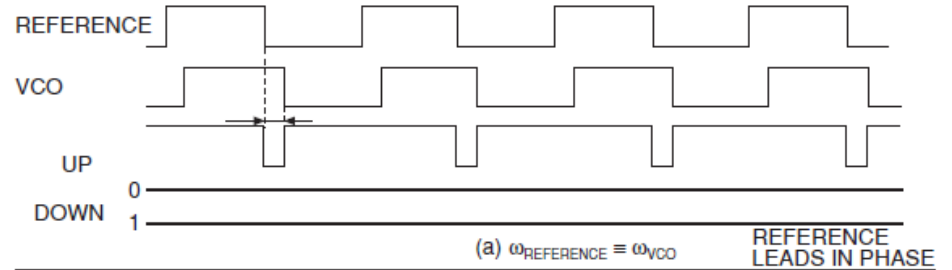 REFERENCE
VCO
UP
0
DOWN
1
(a) ωREFERENCE ≡ ωVCO
REFERENCE
LEADS IN PHASE